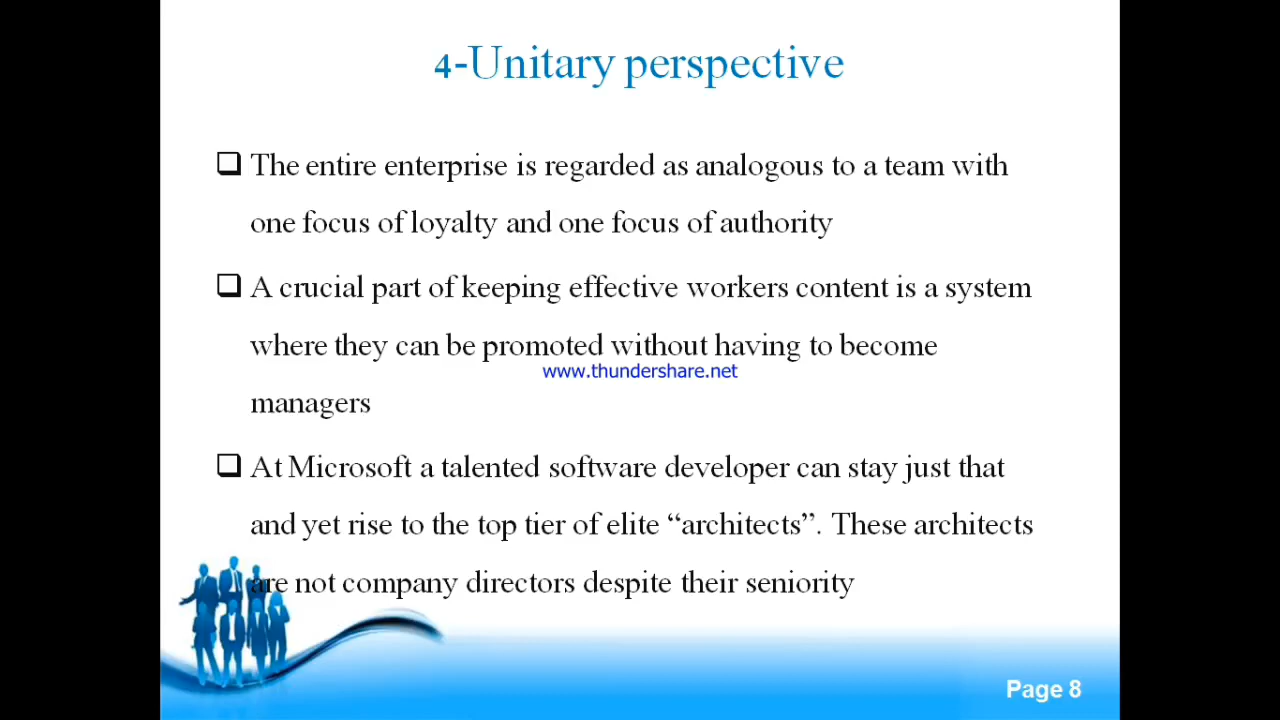 4-Unitary perspective
❑ The entire enterprise is regarded as analogous to a team with
one focus of loyalty and one focus of authority
❑ A crucial part of keeping effective workers content is a system
where they can be promoted without having to become
www.thundershare.net
managers
❑ At Microsoft a talented software developer can stay just that
and yet rise to the top tier of elite “architects”. These architects
are not company directors despite their seniority
Page 8